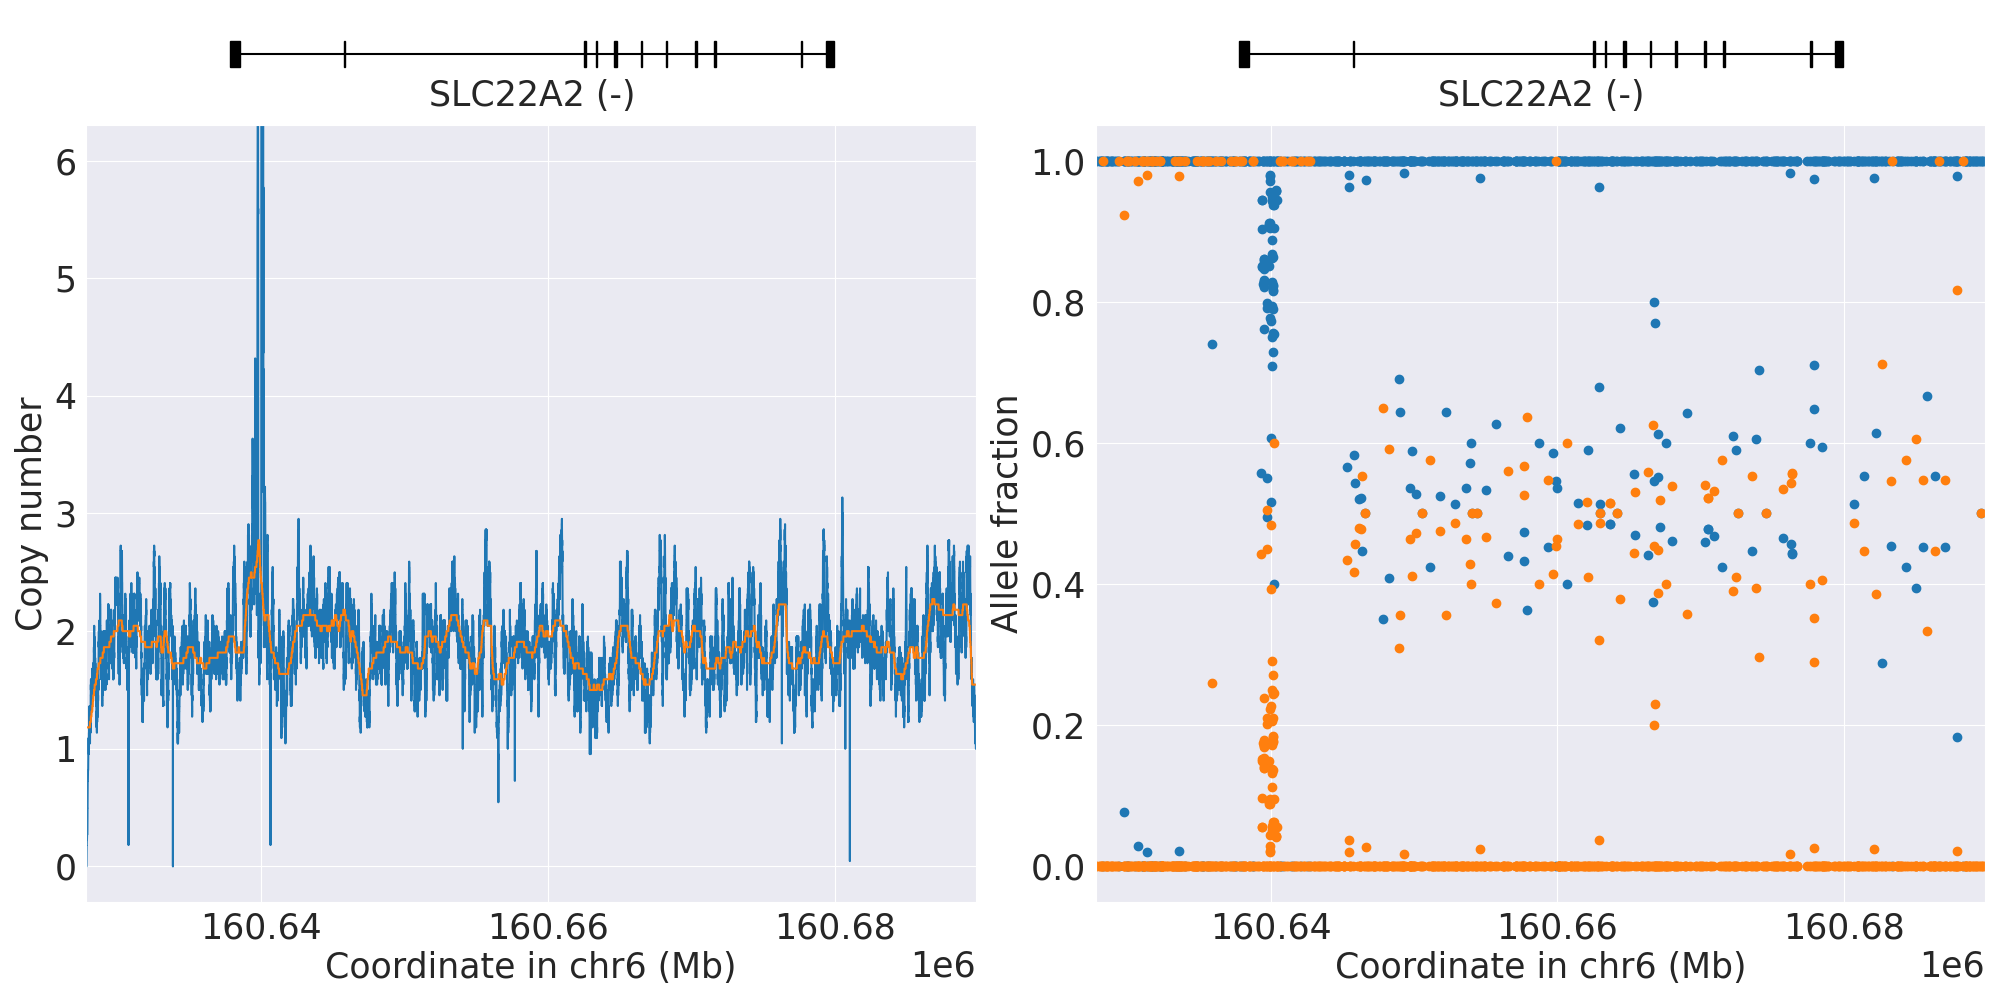 SLC22A2 (-)
6
5
4
3
2
1
0
Copy number
160.64
160.66
160.68
Coordinate in chr6 (Mb)
1e6
SLC22A2 (-)
1.0
0.8
0.6
0.4
0.2
0.0
Allele fraction
160.64
160.66
160.68
Coordinate in chr6 (Mb)
1e6